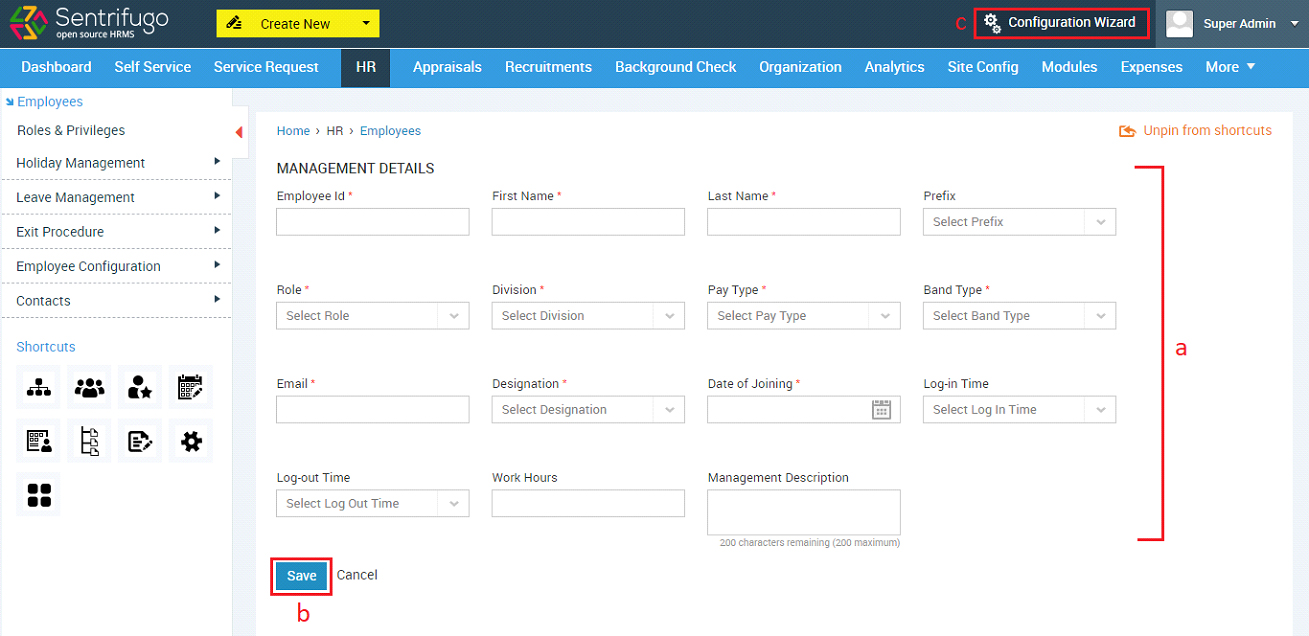 Sentrifugo
open source HRMS
Create New
c
Configuration Wizard
Super Admin
Dashboard Self Service Service Request HR Appraisals Recruitments Background Check Organization Analytics Site Config Modules Expenses More
Employees
Roles & Privileges
Holiday Management
Leave Management
Exit Procedure
Employee Configuration
Contacts
Shortcuts
Home › HR › Employees
Unpin from shortcuts
MANAGEMENT DETAILS
Employee Id * First Name * Last Name * Prefix
Select Prefix
Role * Division * Pay Type * Band Type *
Select Role Select Division Select Pay Type Select Band Type
a
Email * Designation * Date of Joining * Log-in Time
Select Designation Select Log In Time
Log-out Time Work Hours Management Description
Select Log Out Time
200 characters remaining (200 maximum)
Save Cancel
b